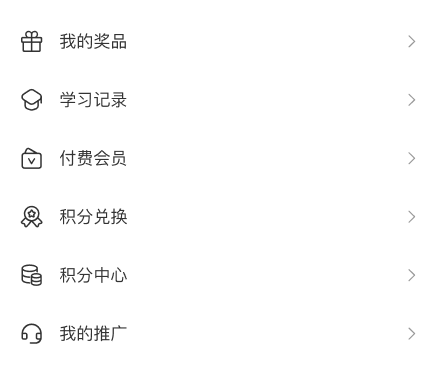 我的奖品
学习记录
付费会员
积分兑换
积分中心
我的推广